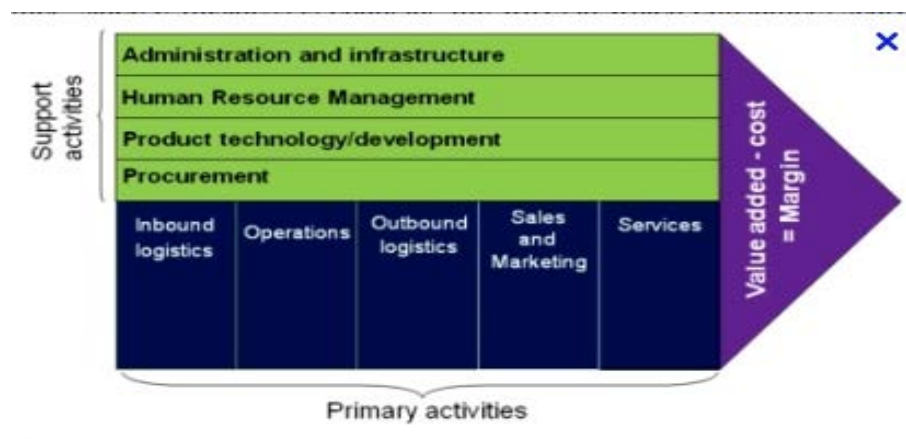 Support
activities
Administration and infrastructure
Human Resource Management
Product technology/development
Procurement
Inbound
logistics
Operations
Outbound
logistics
Sales
and
Marketing
Services
Value added - cost
= Margin
Primary activities